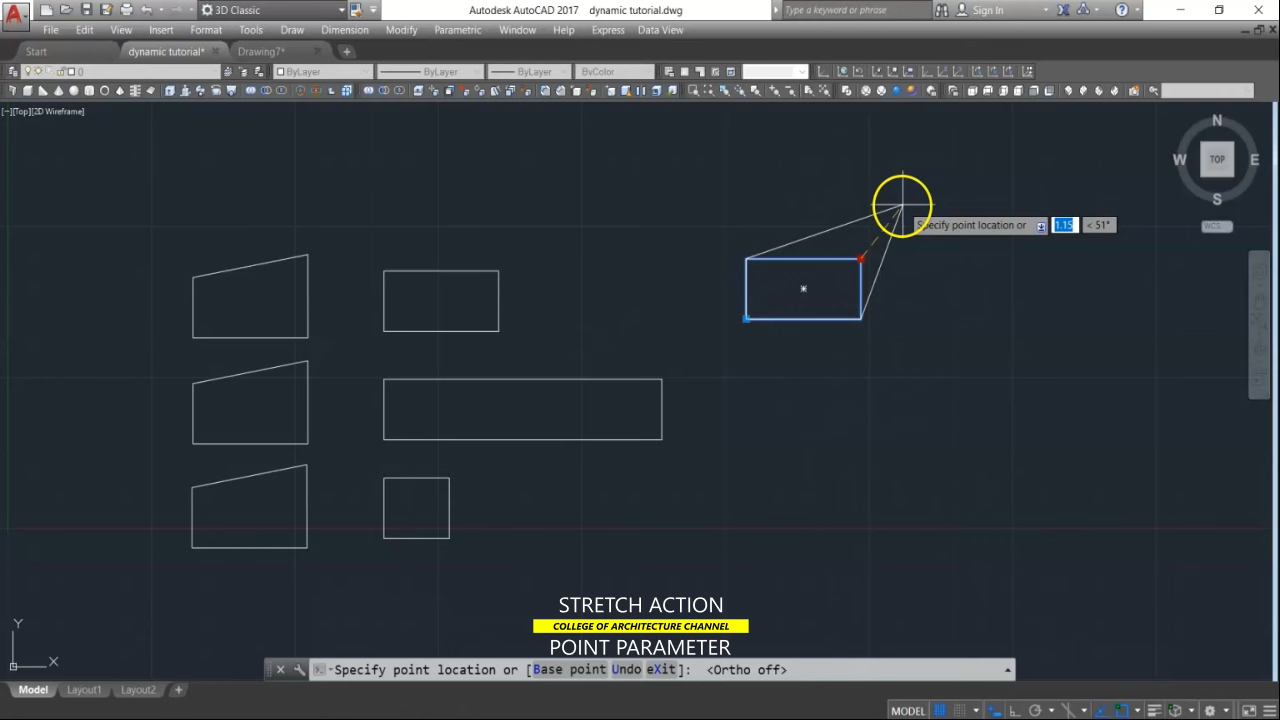 3D Classic
Autodesk AutoCAD 2017 dynamic tutorial.dwg
Type a keyword or phrase
Sign In
File Edit View Insert Format Tools Draw Dimension Modify Parametric Window Help Express Data View
Start
dynamic tutorial*
Drawing7*
0
ByLayer
ByLayer
ByLayer
ByColor
[−][Top][2D Wireframe]
N
W
TOP
E
S
WCS
Specify point location or
1.15
< 51°
STRETCH ACTION
COLLEGE OF ARCHITECTURE CHANNEL
POINT PARAMETER
Y
X
Specify point location or [Base point Undo eXit]: <Ortho off>
Model
Layout1
Layout2
MODEL